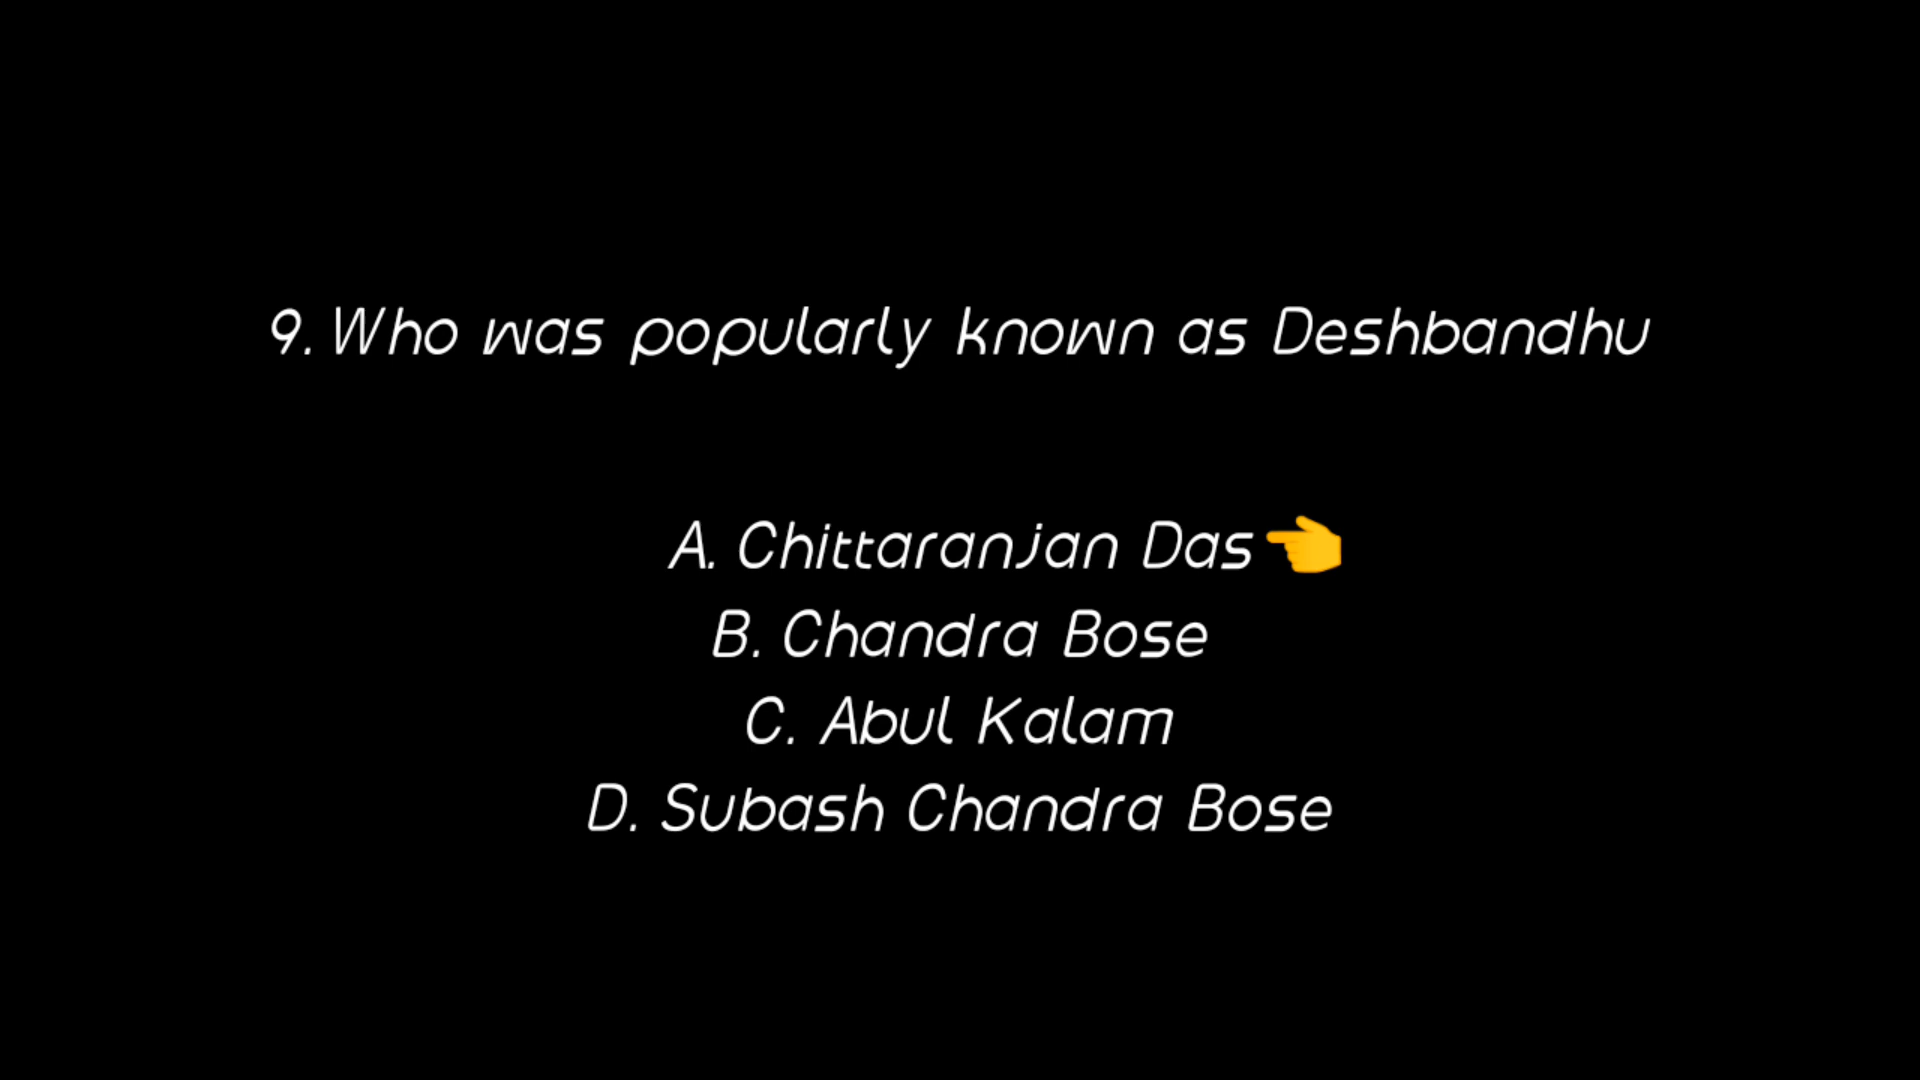 9. Who was popularly known as Deshbandhu
A. Chittaranjan Das👈
B. Chandra Bose
C. Abul Kalam
D. Subash Chandra Bose